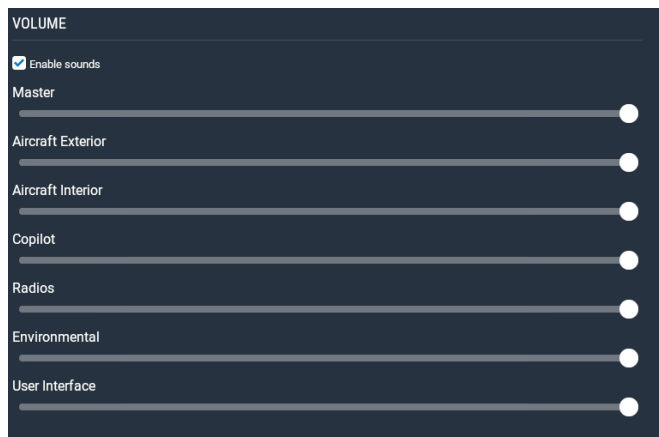 VOLUME
Enable sounds
Master
Aircraft Exterior
Aircraft Interior
Copilot
Radios
Environmental
User Interface